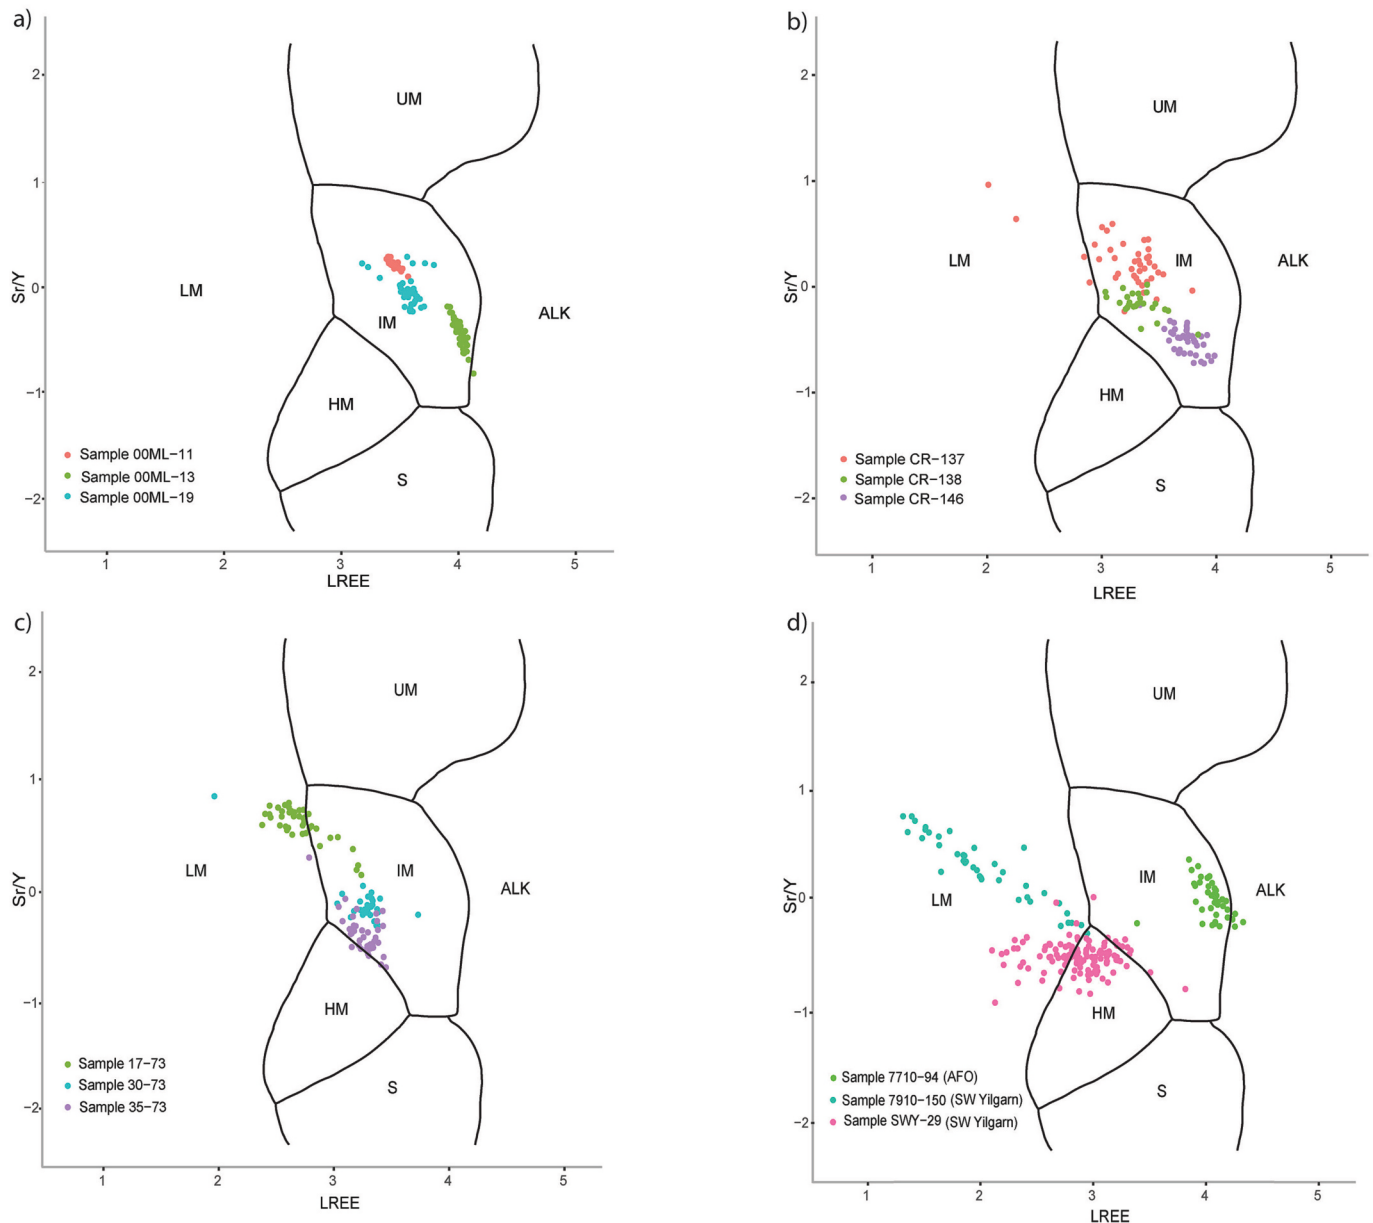 a)
2
1
0
−1
−2
Sr/Y
UM
LM
IM
ALK
HM
S
Sample 00ML−11
Sample 00ML−13
Sample 00ML−19
1 2 3 4 5
LREE
b)
2
1
0
−1
−2
Sr/Y
UM
LM
IM
ALK
HM
S
Sample CR−137
Sample CR−138
Sample CR−146
1 2 3 4 5
LREE
c)
2
1
0
−1
−2
Sr/Y
UM
LM
IM
ALK
HM
S
Sample 17−73
Sample 30−73
Sample 35−73
1 2 3 4 5
LREE
d)
2
1
0
−1
−2
Sr/Y
UM
IM
LM
ALK
HM
S
Sample 7710−94 (AFO)
Sample 7910−150 (SW Yilgarn)
Sample SWY−29 (SW Yilgarn)
1 2 3 4 5
LREE